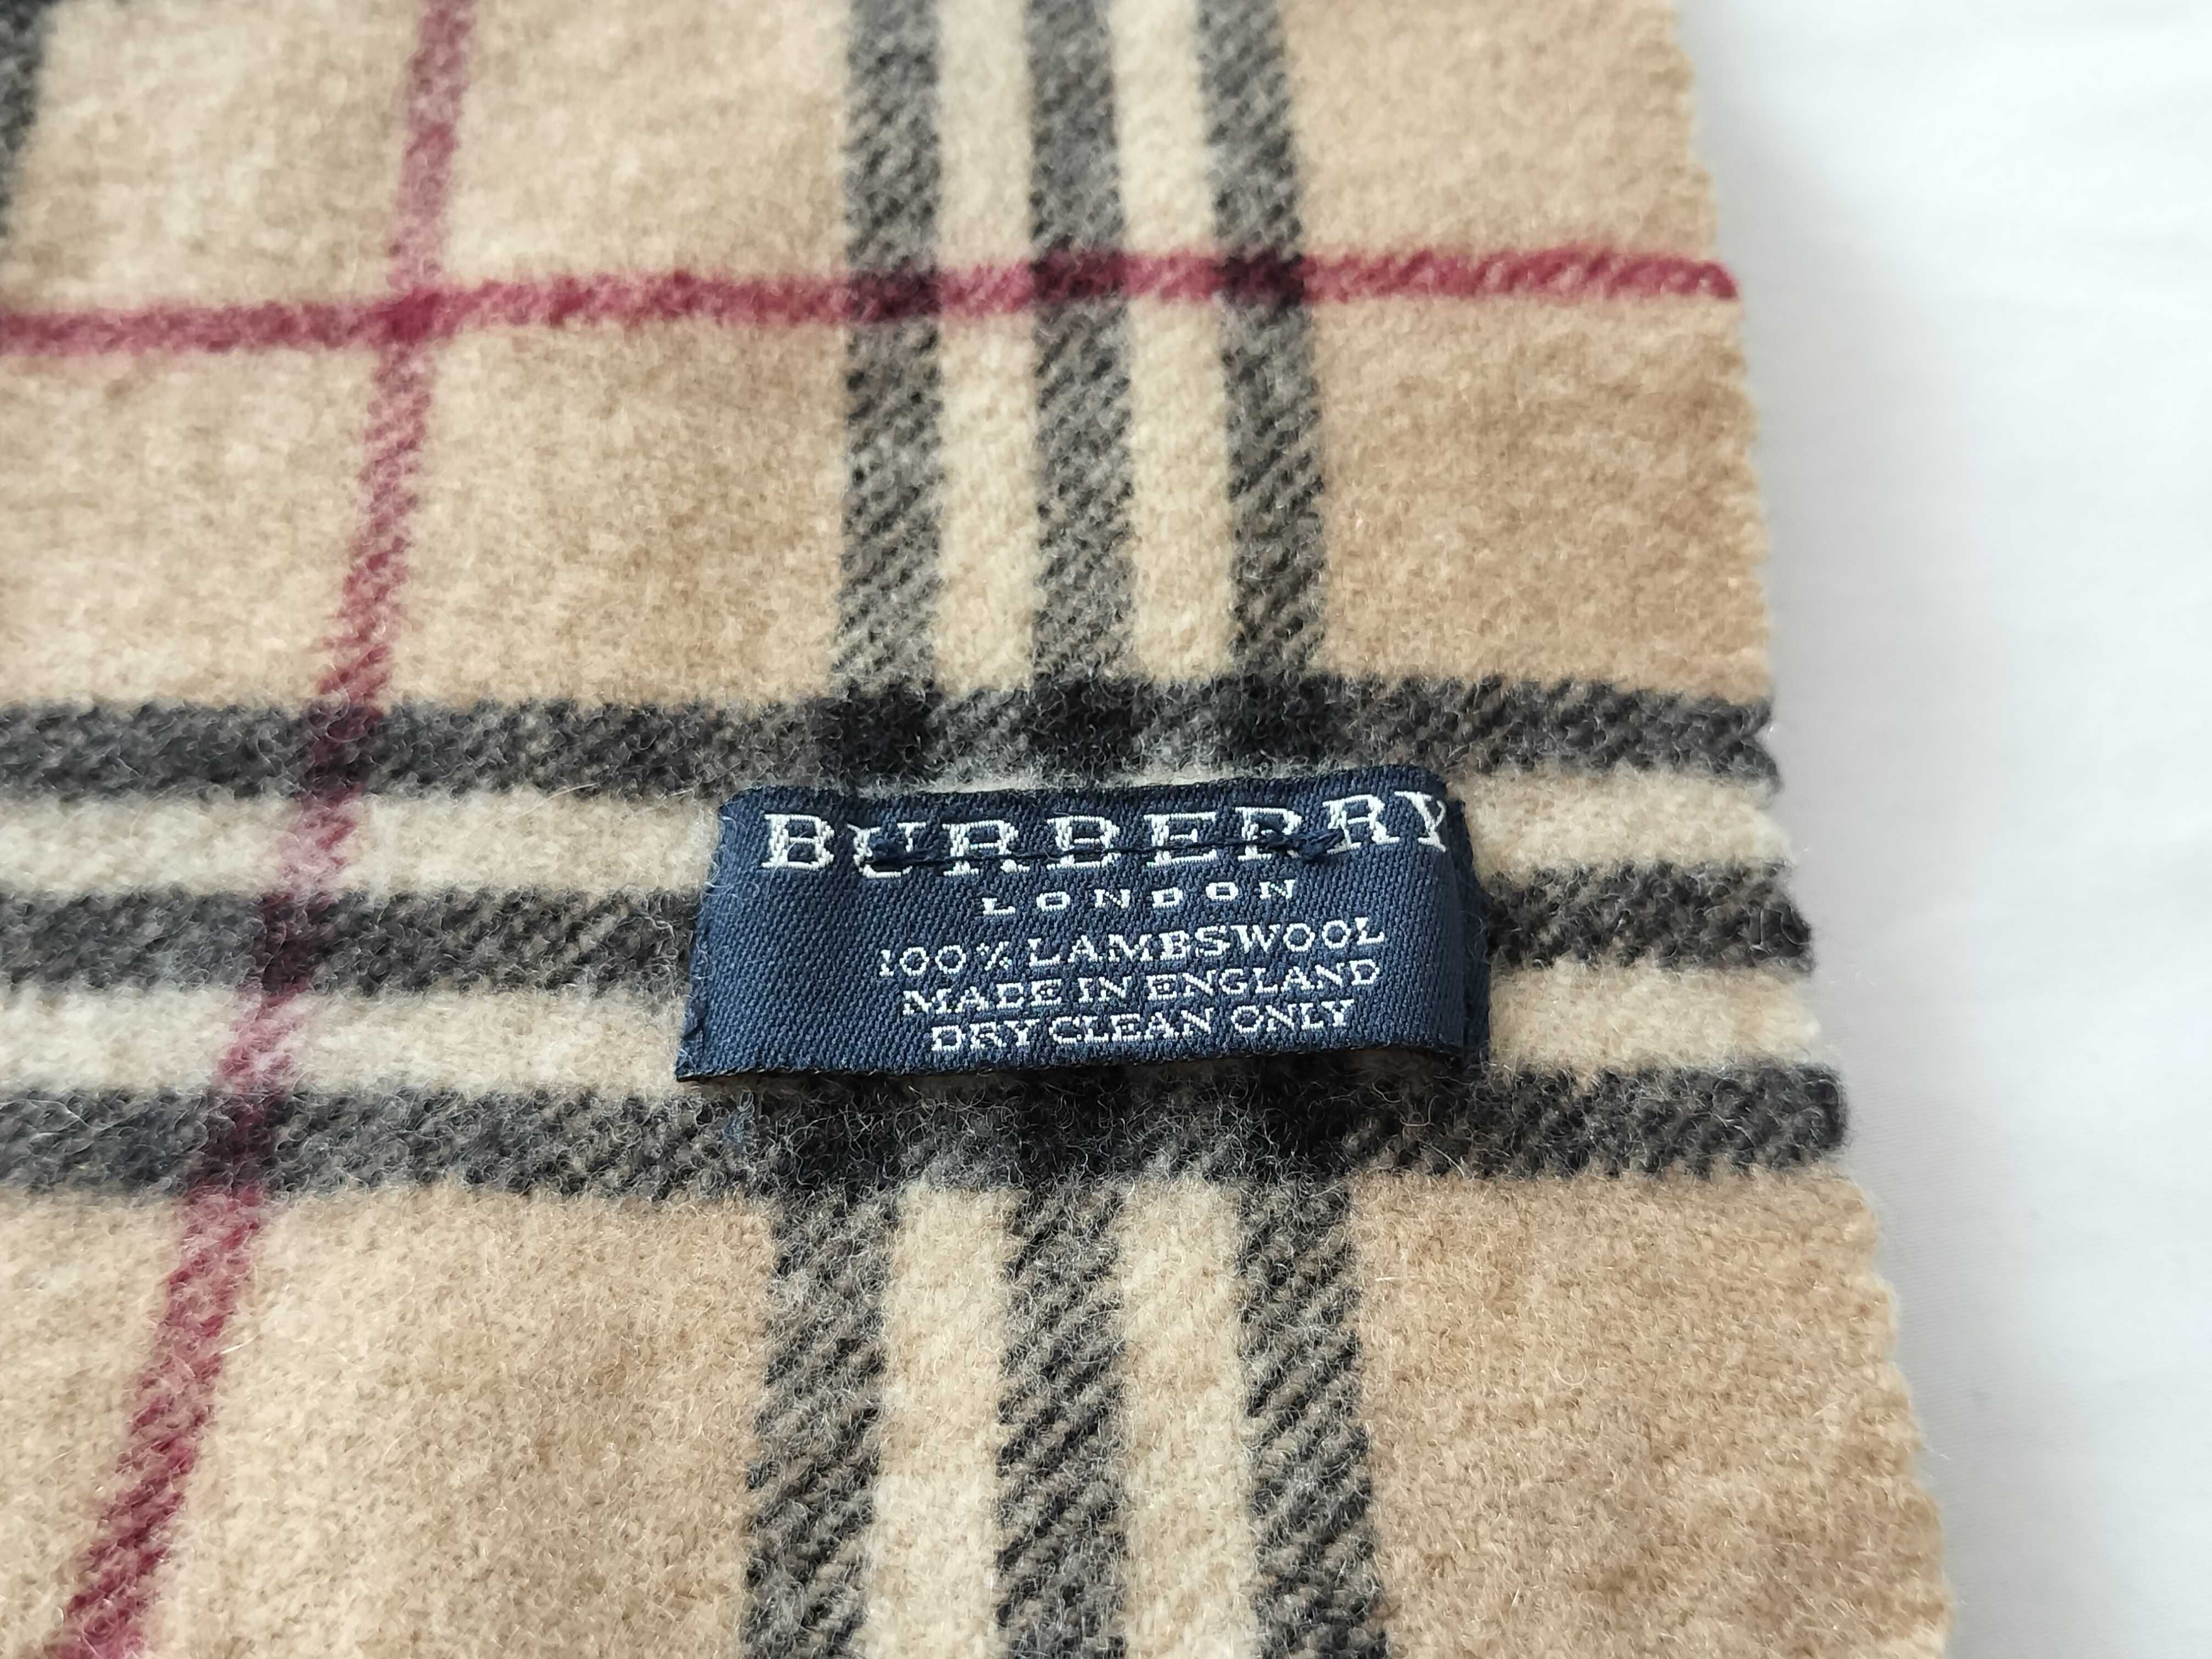 BURBERRY
LONDON
100% LAMBSWOOL
MADE IN ENGLAND
DRY CLEAN ONLY